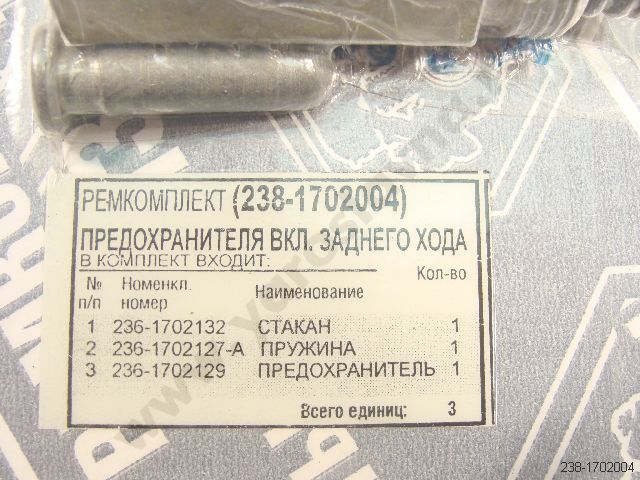 РЕМКОМПЛЕКТ (238-1702004)
ПРЕДОХРАНИТЕЛЯ ВКЛ. ЗАДНЕГО ХОДА
В КОМПЛЕКТ ВХОДИТ:
№ п/п Номенкл. номер Наименование Кол-во
1 236-1702132 СТАКАН 1
2 236-1702127-А ПРУЖИНА 1
3 236-1702129 ПРЕДОХРАНИТЕЛЬ 1
Всего единиц: 3
238-1702004